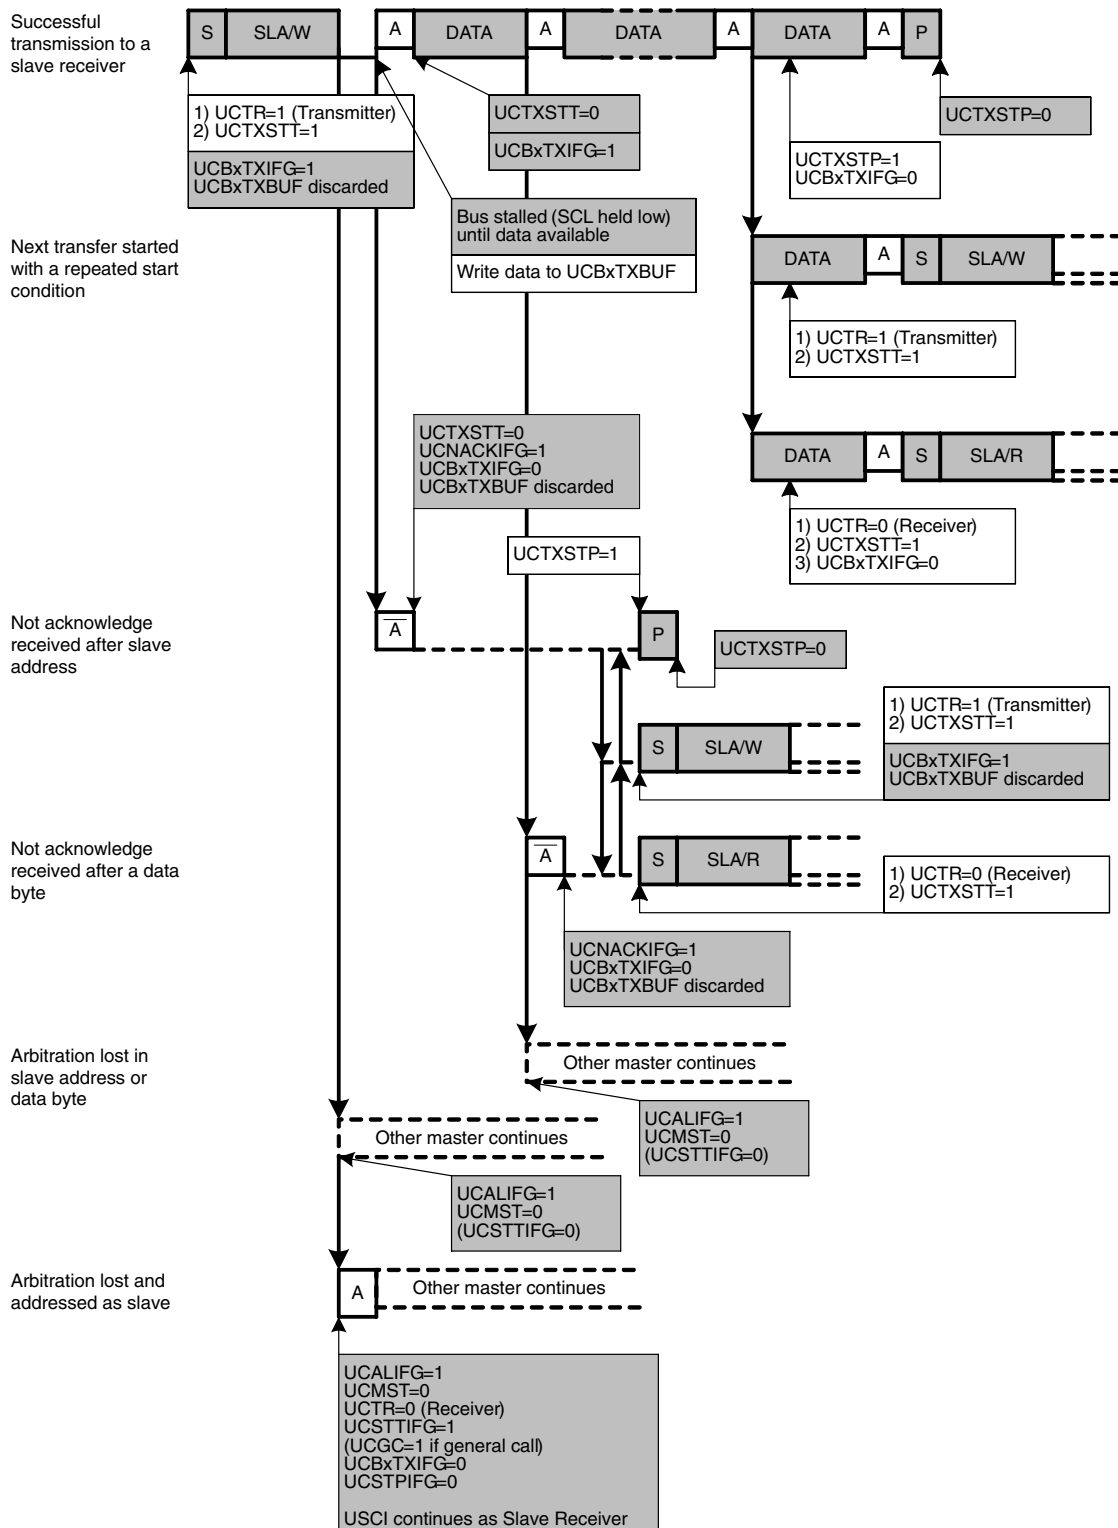 Successful
transmission to a
slave receiver
S
SLA/W
A
DATA
A
DATA
A
DATA
A
P
1) UCTR=1 (Transmitter)
2) UCTXSTT=1
UCBxTXIFG=1
UCBxTXBUF discarded
UCTXSTT=0
UCBxTXIFG=1
Bus stalled (SCL held low)
until data available
Write data to UCBxTXBUF
UCTXSTP=1
UCBxTXIFG=0
UCTXSTP=0
Next transfer started
with a repeated start
condition
DATA
A
S
SLA/W
1) UCTR=1 (Transmitter)
2) UCTXSTT=1
DATA
A
S
SLA/R
1) UCTR=0 (Receiver)
2) UCTXSTT=1
3) UCBxTXIFG=0
UCTXSTT=0
UCNACKIFG=1
UCBxTXIFG=0
UCBxTXBUF discarded
UCTXSTP=1
Not acknowledge
received after slave
address
A
P
UCTXSTP=0
S
SLA/W
1) UCTR=1 (Transmitter)
2) UCTXSTT=1
UCBxTXIFG=1
UCBxTXBUF discarded
Not acknowledge
received after a data
byte
A
S
SLA/R
1) UCTR=0 (Receiver)
2) UCTXSTT=1
UCNACKIFG=1
UCBxTXIFG=0
UCBxTXBUF discarded
Arbitration lost in
slave address or
data byte
Other master continues
UCALIFG=1
UCMST=0
(UCSTTIFG=0)
Other master continues
UCALIFG=1
UCMST=0
(UCSTTIFG=0)
Arbitration lost and
addressed as slave
A
Other master continues
UCALIFG=1
UCMST=0
UCTR=0 (Receiver)
UCSTTIFG=1
(UCGC=1 if general call)
UCBxTXIFG=0
UCSTPIFG=0
USCI continues as Slave Receiver